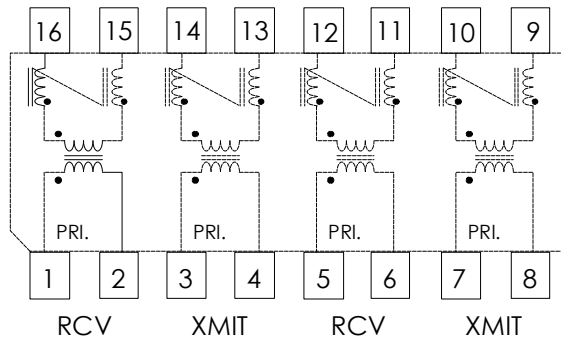 16 15 14 13 12 11 10 9
PRI. PRI. PRI. PRI.
1 2 3 4 5 6 7 8
RCV XMIT RCV XMIT